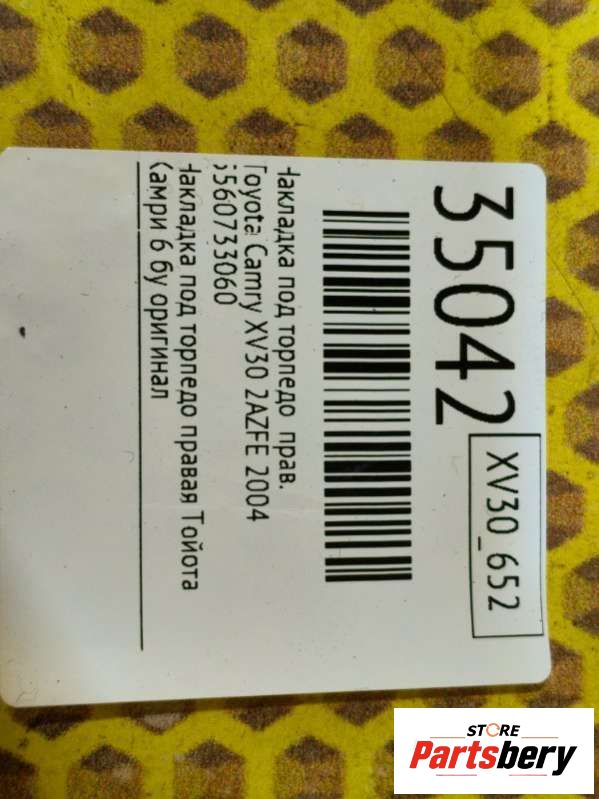 35042
XV30_652
Накладка под торпедо прав.
Toyota Camry XV30 2AZFE 2004
5560733060
Накладка под торпедо правая Тойота
Камри 6 бу оригинал
STORE
Partsbery